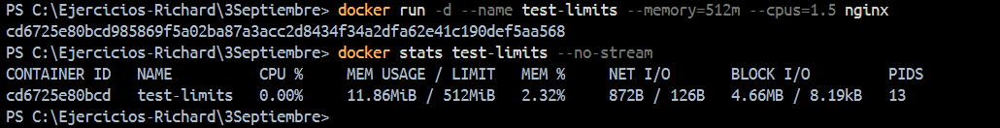 PS C:\Ejercicios-Richard\3Septiembre> docker run -d --name test-limits --memory=512m --cpus=1.5 nginx
cd6725e80bcd985869f5a02ba87a3acc2d8434f34a2dfa62e41c190def5aa568
PS C:\Ejercicios-Richard\3Septiembre> docker stats test-limits --no-stream
CONTAINER ID   NAME          CPU %     MEM USAGE / LIMIT   MEM %     NET I/O       BLOCK I/O         PIDS
cd6725e80bcd   test-limits   0.00%     11.86MiB / 512MiB   2.32%     872B / 126B   4.66MB / 8.19kB   13
PS C:\Ejercicios-Richard\3Septiembre>